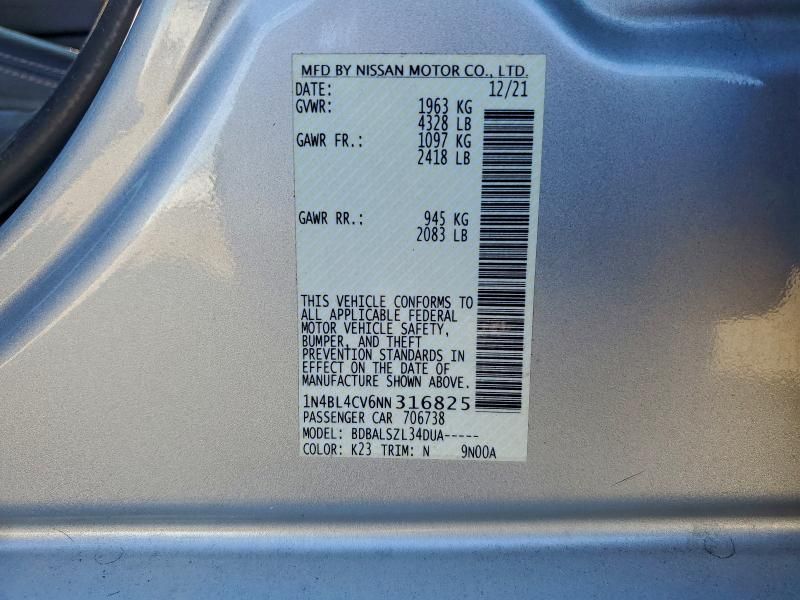 MFD BY NISSAN MOTOR CO., LTD.
DATE: 12/21
GVWR: 1963 KG
4328 LB
GAWR FR.: 1097 KG
2418 LB
GAWR RR.: 945 KG
2083 LB
THIS VEHICLE CONFORMS TO
ALL APPLICABLE FEDERAL
MOTOR VEHICLE SAFETY,
BUMPER, AND THEFT
PREVENTION STANDARDS IN
EFFECT ON THE DATE OF
MANUFACTURE SHOWN ABOVE.
1N4BL4CV6NN316825
PASSENGER CAR 706738
MODEL: BDBALSZL34DUA-----
COLOR: K23 TRIM: N 9N00A